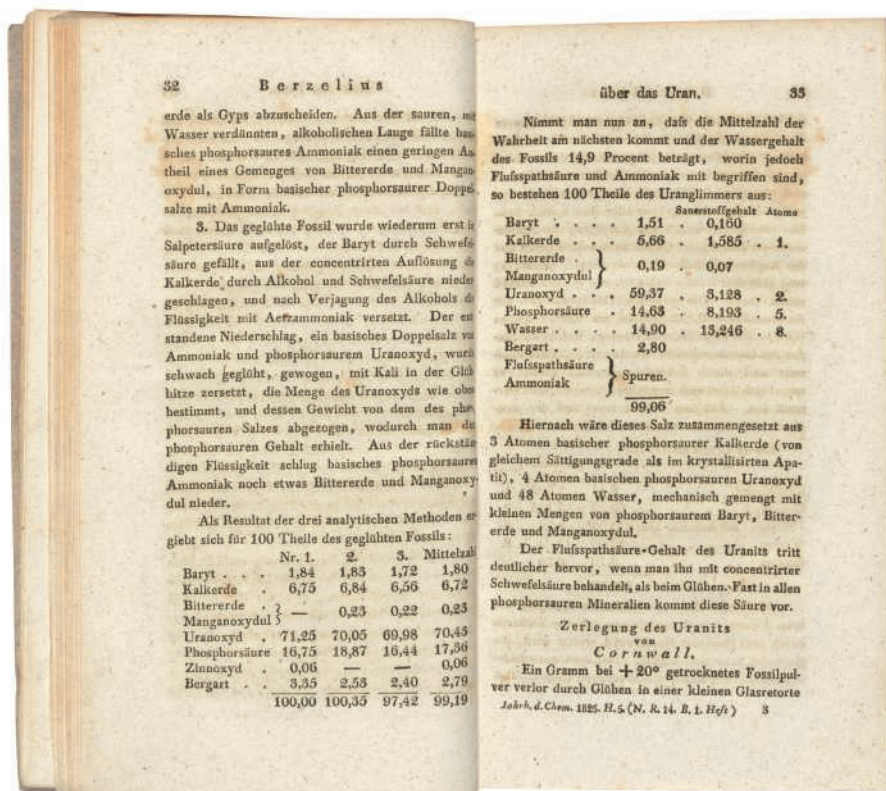 32 Berzelius
erde als Gyps abzuscheiden. Aus der sauren, mit
Wasser verdünnten, alkoholischen Lauge fällte
sches phosphorsaures Ammoniak einen geringen An-
theil eines Gemenges von Bittererde und Mangan-
oxydul, in Form basischer phosphorsaurer Doppel-
salze mit Ammoniak.
3. Das geglühte Fossil wurde wiederum erst in
Salpetersäure aufgelöst, der Baryt durch Schwefel-
säure gefällt, aus der concentrirten Auflösung die
Kalkerde durch Alkohol und Schwefelsäure nieder
geschlagen, und nach Verjagung des Alkohols die
Flüssigkeit mit Aetzammoniak versetzt. Der ent
standene Niederschlag, ein basisches Doppelsalz von
Ammoniak und phosphorsaurem Uranoxyd, wurde
schwach geglüht, gewogen, mit Kali in der Glüh
hitze zersetzt, die Menge des Uranoxyds wie oben
bestimmt, und dessen Gewicht von dem des phos
phorsauren Salzes abgezogen, wodurch man den
phosphorsauren Gehalt erhielt. Aus der rückstän
digen Flüssigkeit schlug basisches phosphorsaures
Ammoniak noch etwas Bittererde und Manganoxy-
dul nieder.
Als Resultat der drei analytischen Methoden er
giebt sich für 100 Theile des geglühten Fossils:
Nr. 1. 2. 3. Mittelzahl
Baryt . . . 1,84 1,83 1,72 1,80
Kalkerde . 6,75 6,84 6,56 6,72
Bittererde . } — 0,23 0,22 0,23
Manganoxydul
Uranoxyd . 71,25 70,05 69,98 70,43
Phosphorsäure 16,75 18,87 16,44 17,36
Zinnoxyd . 0,06 — — 0,06
Bergart . . 3,35 2,53 2,40 2,79
100,00 100,35 97,42 99,19
über das Uran. 33
Nimmt man nun an, daſs die Mittelzahl der
Wahrheit am nächsten kommt und der Wassergehalt
des Fossils 14,9 Procent beträgt, worin jedoch
Fluſsspathsäure und Ammoniak mit begriffen sind,
so bestehen 100 Theile des Uranglimmers aus:
Sauerstoffgehalt Atome
Baryt . . . . 1,51 . 0,160
Kalkerde . . . 5,66 . 1,585 . 1.
Bittererde . } 0,19 . 0,07
Manganoxydul
Uranoxyd . . . 59,37 . 3,128 . 2.
Phosphorsäure . 14,63 . 8,193 . 5.
Wasser . . . . 14,90 . 13,246 . 8.
Bergart . . . . 2,80
Fluſsspathsäure } Spuren.
Ammoniak
99,06
Hiernach wäre dieses Salz zusammengesetzt aus
3 Atomen basischer phosphorsaurer Kalkerde (von
gleichem Sättigungsgrade als im krystallisirten Apa-
tit), 4 Atomen basischen phosphorsauren Uranoxyd
und 48 Atomen Wasser, mechanisch gemengt mit
kleinen Mengen von phosphorsaurem Baryt, Bitter-
erde und Manganoxydul.
Der Fluſsspathsäure-Gehalt des Uranits tritt
deutlicher hervor, wenn man ihn mit concentrirter
Schwefelsäure behandelt, als beim Glühen. Fast in allen
phosphorsauren Mineralien kommt diese Säure vor.
Zerlegung des Uranits
von
Cornwall.
Ein Gramm bei +20° getrocknetes Fossilpul-
ver verlor durch Glühen in einer kleinen Glasretorte
Jahrb. d. Chem. 1825. H. 5. (N. R. 14. B. 1. Heft) 3